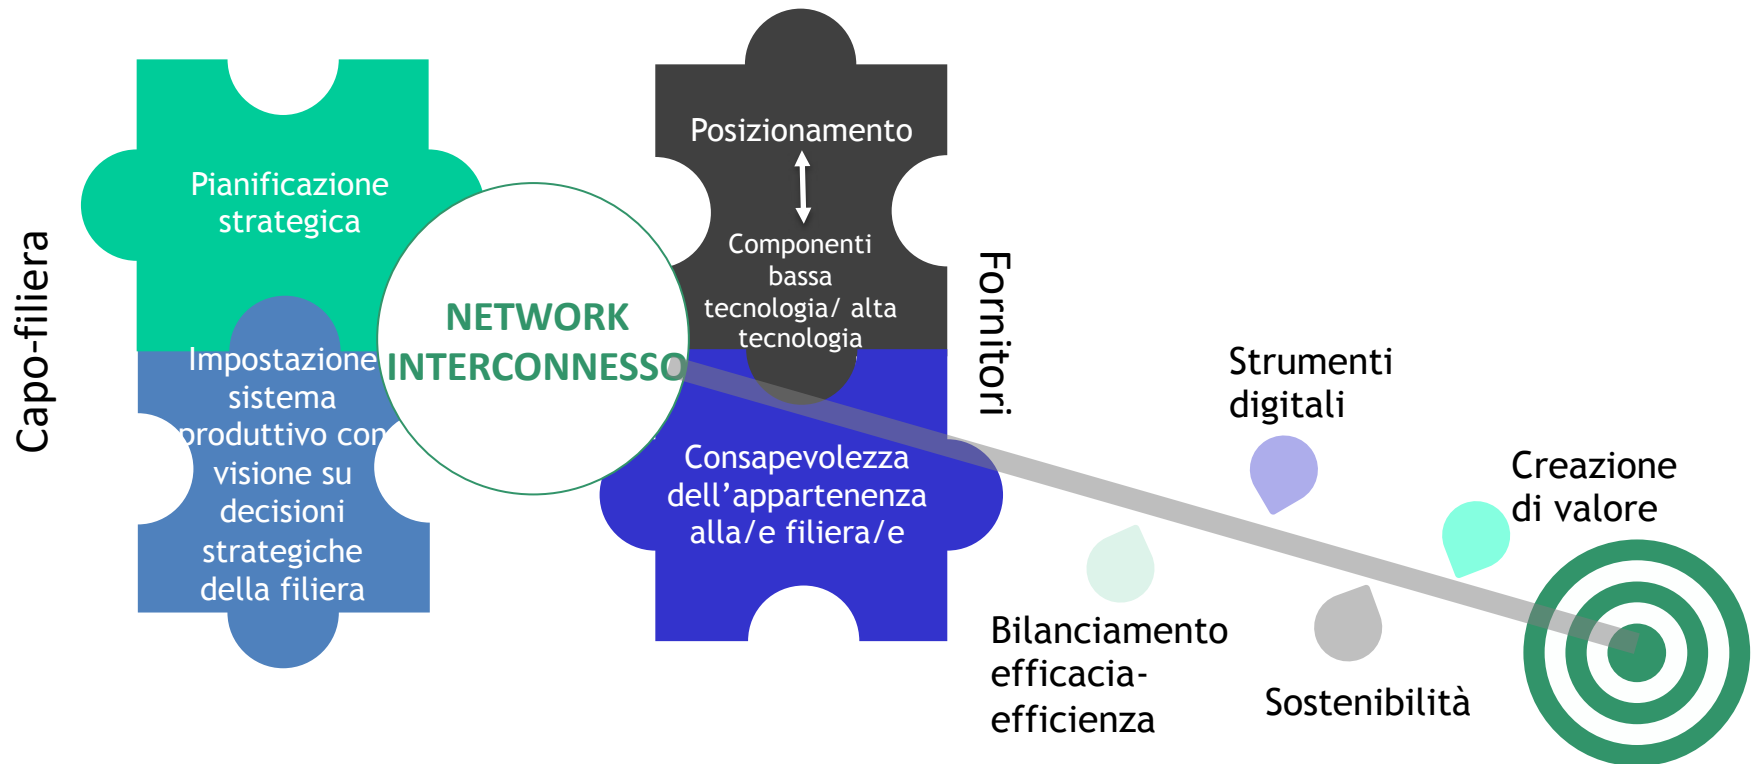 Capo-filiera
Pianificazione
strategica
Impostazione
sistema
produttivo con
visione su
decisioni
strategiche
della filiera
NETWORK
INTERCONNESSO
Posizionamento
Componenti
bassa
tecnologia/ alta
tecnologia
Consapevolezza
dell’appartenenza
alla/e filiera/e
Fornitori
Strumenti
digitali
Creazione
di valore
Bilanciamento
efficacia-
efficienza
Sostenibilità